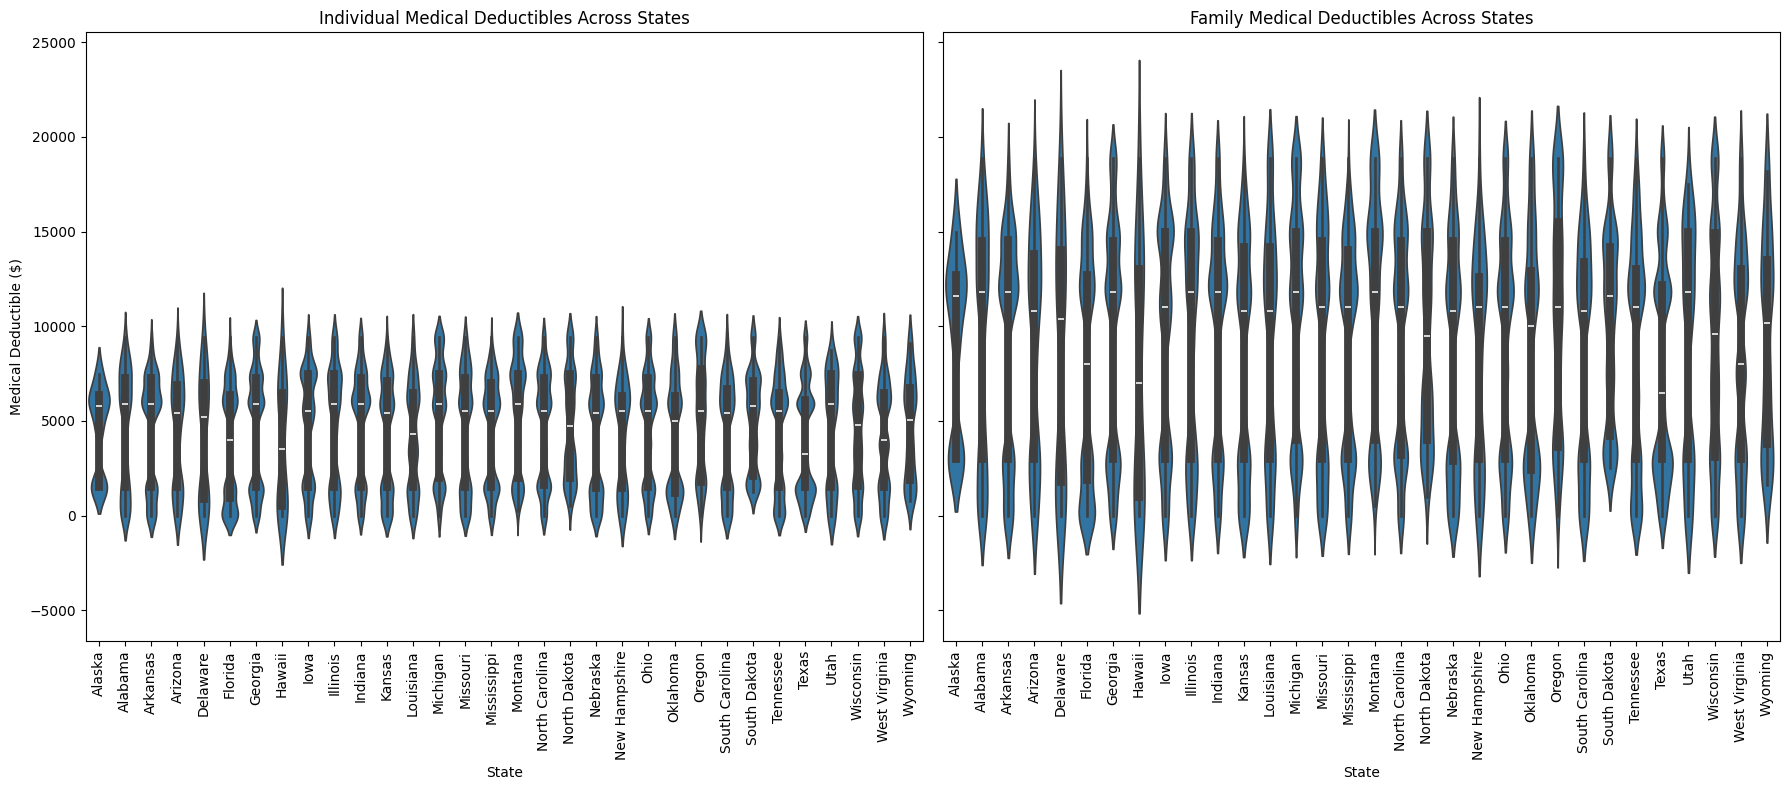 Individual Medical Deductibles Across States
Family Medical Deductibles Across States
Medical Deductible ($)
25000
20000
15000
10000
5000
0
−5000
Alaska
Alabama
Arkansas
Arizona
Delaware
Florida
Georgia
Hawaii
Iowa
Illinois
Indiana
Kansas
Louisiana
Michigan
Missouri
Mississippi
Montana
North Carolina
North Dakota
Nebraska
New Hampshire
Ohio
Oklahoma
Oregon
South Carolina
South Dakota
Tennessee
Texas
Utah
Wisconsin
West Virginia
Wyoming
State
Alaska
Alabama
Arkansas
Arizona
Delaware
Florida
Georgia
Hawaii
Iowa
Illinois
Indiana
Kansas
Louisiana
Michigan
Missouri
Mississippi
Montana
North Carolina
North Dakota
Nebraska
New Hampshire
Ohio
Oklahoma
Oregon
South Carolina
South Dakota
Tennessee
Texas
Utah
Wisconsin
West Virginia
Wyoming
State